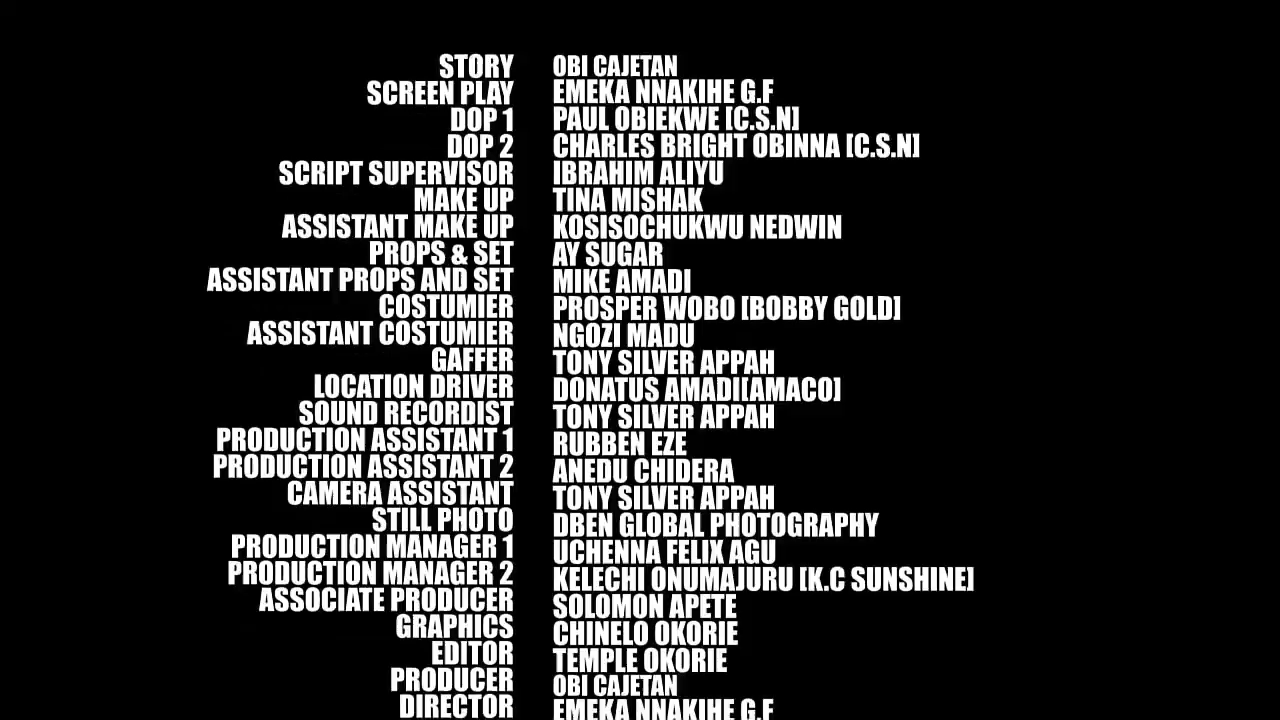 STORY OBI CAJETAN
SCREEN PLAY EMEKA NNAKIHE G.F
DOP 1 PAUL OBIEKWE [C.S.N]
DOP 2 CHARLES BRIGHT OBINNA [C.S.N]
SCRIPT SUPERVISOR IBRAHIM ALIYU
MAKE UP TINA MISHAK
ASSISTANT MAKE UP KOSISOCHUKWU NEDWIN
PROPS & SET AY SUGAR
ASSISTANT PROPS AND SET MIKE AMADI
COSTUMIER PROSPER WOBO [BOBBY GOLD]
ASSISTANT COSTUMIER NGOZI MADU
GAFFER TONY SILVER APPAH
LOCATION DRIVER DONATUS AMADI[AMACO]
SOUND RECORDIST TONY SILVER APPAH
PRODUCTION ASSISTANT 1 RUBBEN EZE
PRODUCTION ASSISTANT 2 ANEDU CHIDERA
CAMERA ASSISTANT TONY SILVER APPAH
STILL PHOTO DBEN GLOBAL PHOTOGRAPHY
PRODUCTION MANAGER 1 UCHENNA FELIX AGU
PRODUCTION MANAGER 2 KELECHI ONUMAJURU [K.C SUNSHINE]
ASSOCIATE PRODUCER SOLOMON APETE
GRAPHICS CHINELO OKORIE
EDITOR TEMPLE OKORIE
PRODUCER OBI CAJETAN
DIRECTOR EMEKA NNAKIHE G.F